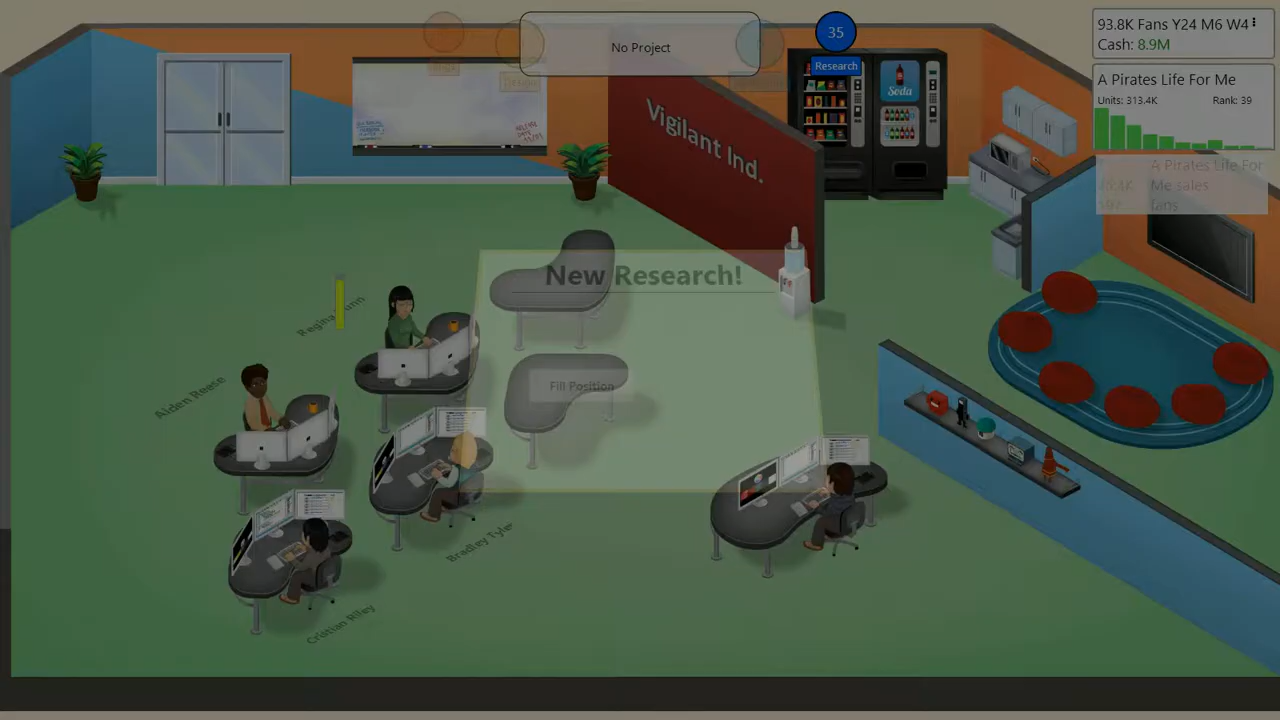 No Project
35
Research
93.8K Fans Y24 M6 W4
Cash: 8.9M
A Pirates Life For Me
Units: 313.4K
Rank: 39
A Pirates Life For
Me sales
fans
Design
Soda
Vigilant Ind.
New Research!
Fill Position
Aiden Reese
Bradley Tyler
Cristian Riley